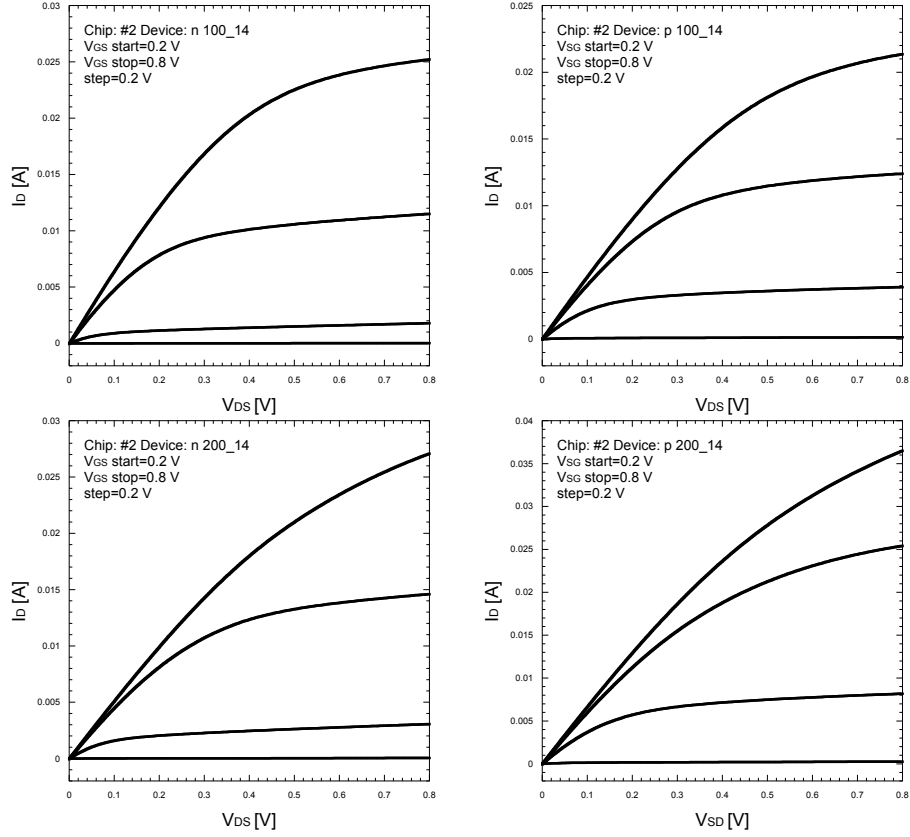 Chip: #2 Device: n 100_14
VGS start=0.2 V
VGS stop=0.8 V
step=0.2 V
0.03
0.025
0.02
0.015
0.01
0.005
0
ID [A]
0 0.1 0.2 0.3 0.4 0.5 0.6 0.7 0.8
VDS [V]
Chip: #2 Device: p 100_14
VSG start=0.2 V
VSG stop=0.8 V
step=0.2 V
0.025
0.02
0.015
0.01
0.005
0
ID [A]
0 0.1 0.2 0.3 0.4 0.5 0.6 0.7 0.8
VDS [V]
Chip: #2 Device: n 200_14
VGS start=0.2 V
VGS stop=0.8 V
step=0.2 V
0.03
0.025
0.02
0.015
0.01
0.005
0
ID [A]
0 0.1 0.2 0.3 0.4 0.5 0.6 0.7 0.8
VDS [V]
Chip: #2 Device: p 200_14
VSG start=0.2 V
VSG stop=0.8 V
step=0.2 V
0.04
0.035
0.03
0.025
0.02
0.015
0.01
0.005
0
ID [A]
0 0.1 0.2 0.3 0.4 0.5 0.6 0.7 0.8
VSD [V]